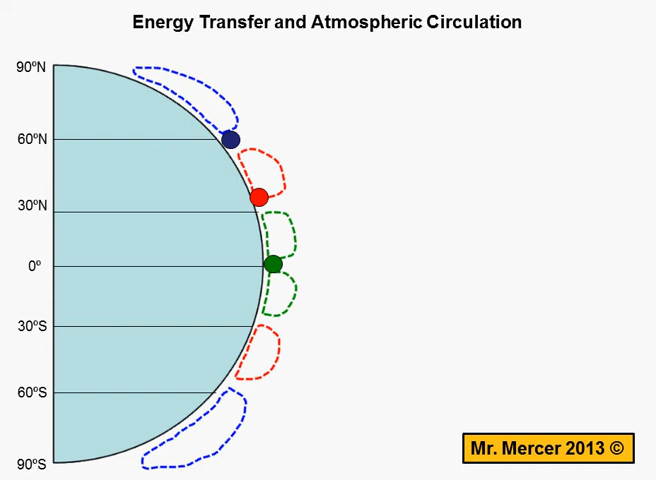 Energy Transfer and Atmospheric Circulation
90ºN
60ºN
30ºN
0º
30ºS
60ºS
90ºS
Mr. Mercer 2013 ©